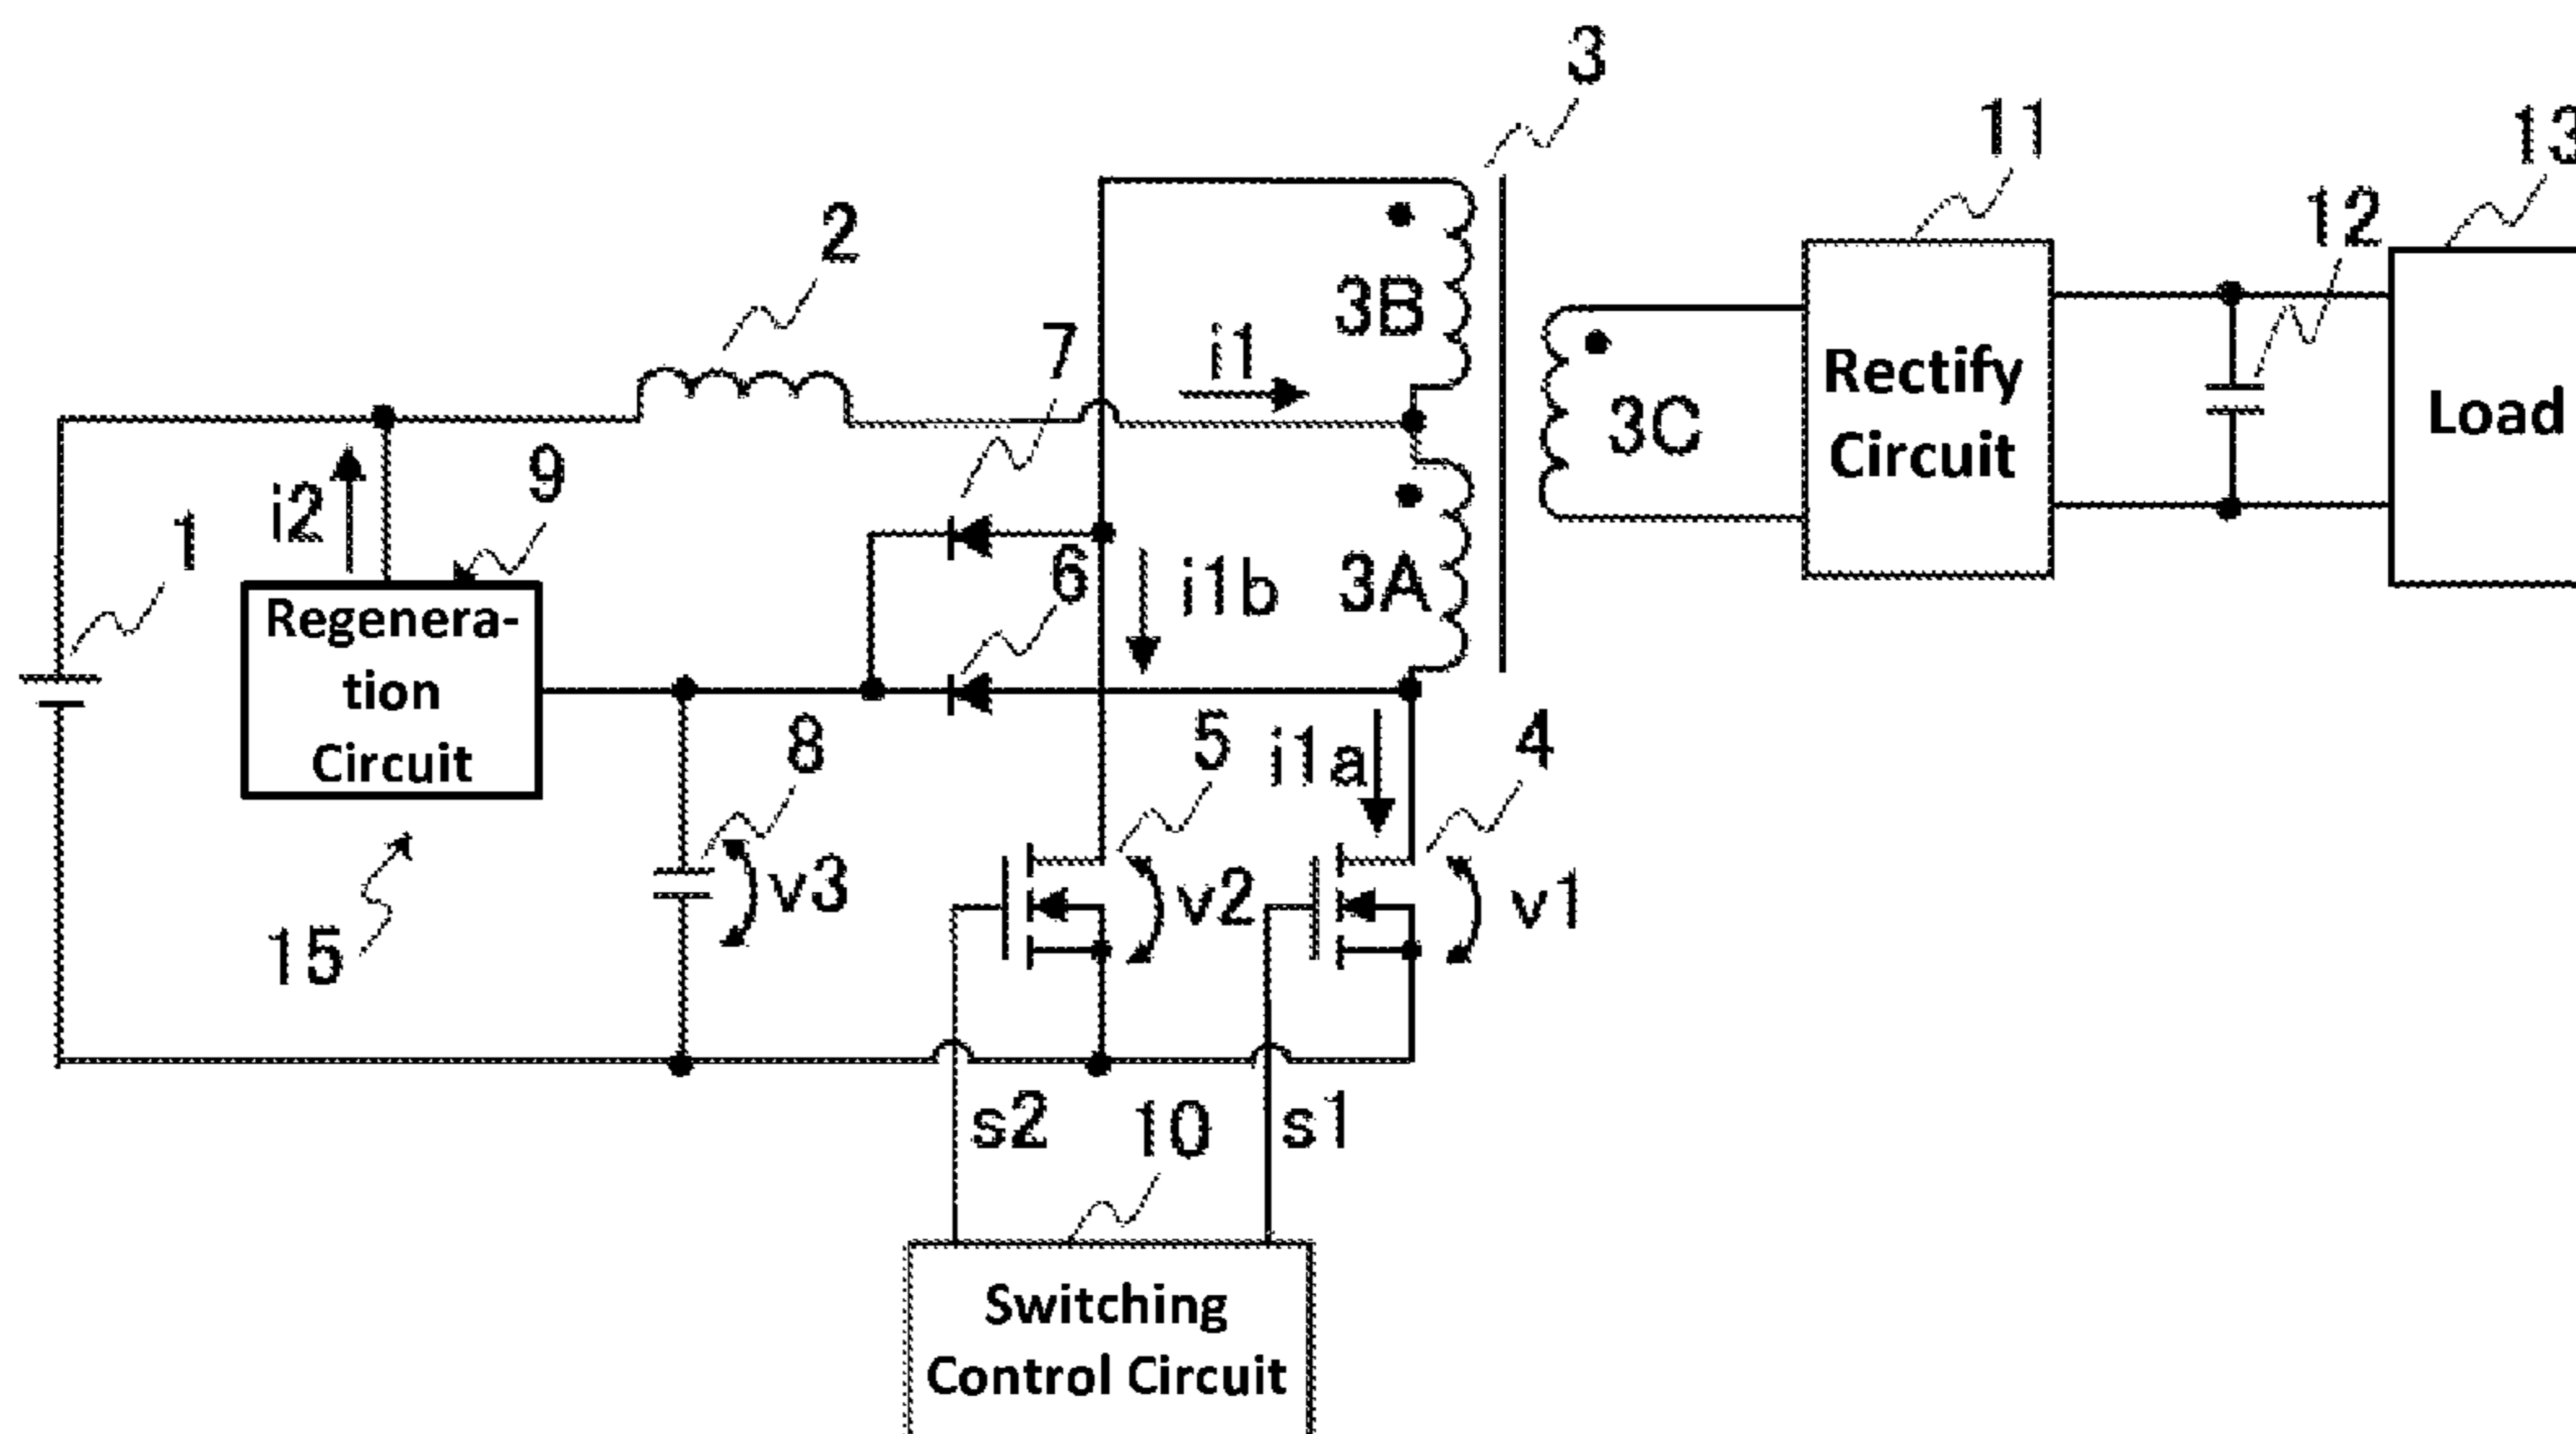 3
11
13
2
12
3B
i1
7
Rectify
Circuit
3C
Load
i2
9
1
6
i1b
3A
Regenera-
tion
Circuit
8
5
i1a
4
v3
v2
v1
15
s2
10
s1
Switching
Control Circuit